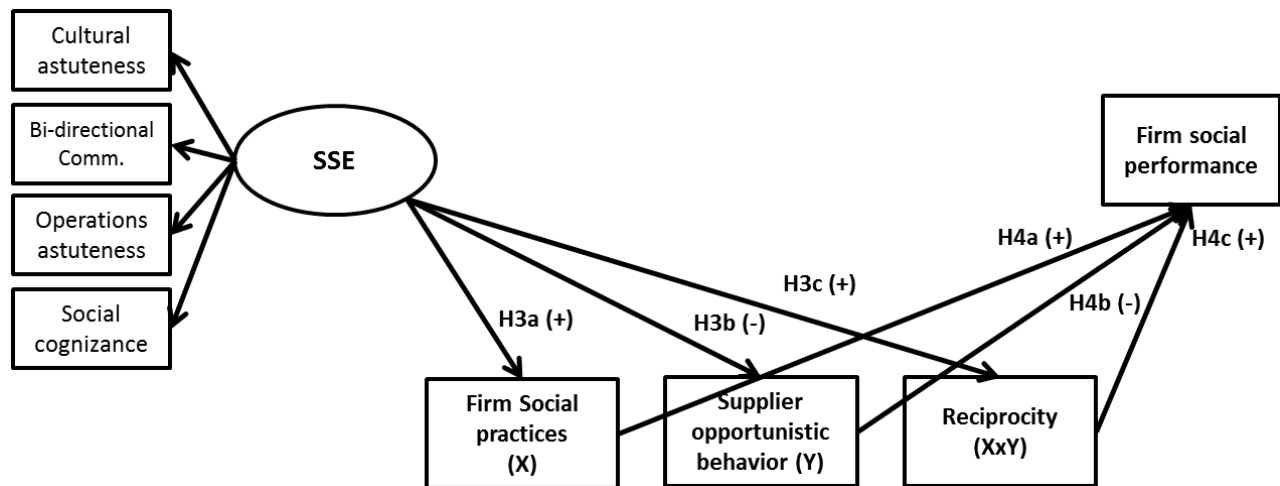 Cultural
astuteness
Bi-directional
Comm.
Operations
astuteness
Social
cognizance
SSE
Firm social
performance
H4a (+)
H4c (+)
H3c (+)
H4b (-)
H3a (+)
H3b (-)
Firm Social
practices
(X)
Supplier
opportunistic
behavior (Y)
Reciprocity
(XxY)